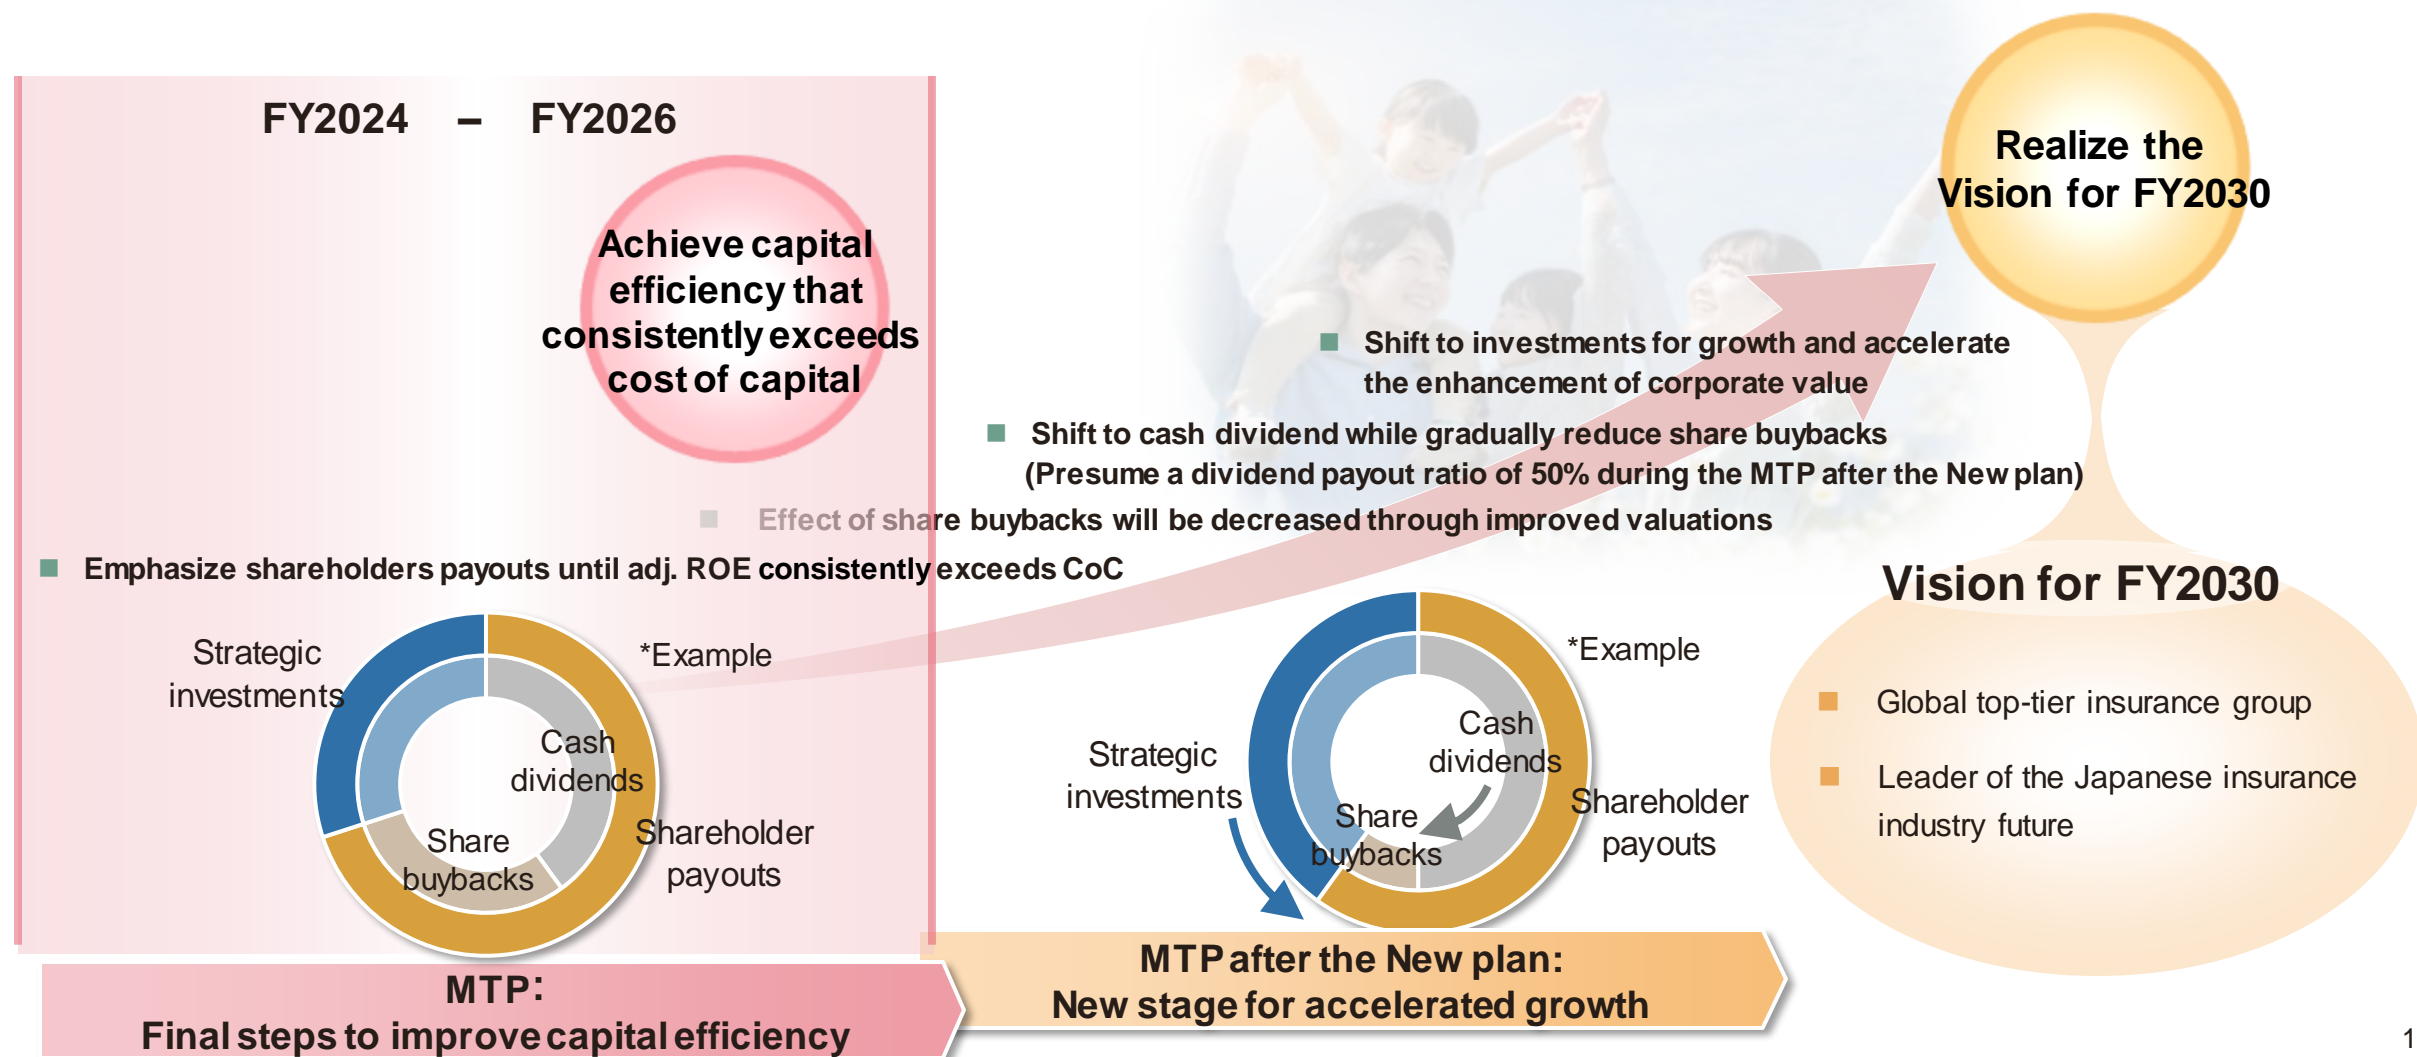 FY2024 – FY2026
Achieve capital
efficiency that
consistently exceeds
cost of capital
Realize the
Vision for FY2030
Shift to investments for growth and accelerate
the enhancement of corporate value
Shift to cash dividend while gradually reduce share buybacks
(Presume a dividend payout ratio of 50% during the MTP after the New plan)
Effect of share buybacks will be decreased through improved valuations
Emphasize shareholders payouts until adj. ROE consistently exceeds CoC
Strategic
investments
*Example
Cash
dividends
Share
buybacks
Shareholder
payouts
MTP:
Final steps to improve capital efficiency
*Example
Strategic
investments
Cash
dividends
Share
buybacks
Shareholder
payouts
MTP after the New plan:
New stage for accelerated growth
Vision for FY2030
Global top-tier insurance group
Leader of the Japanese insurance
industry future
1